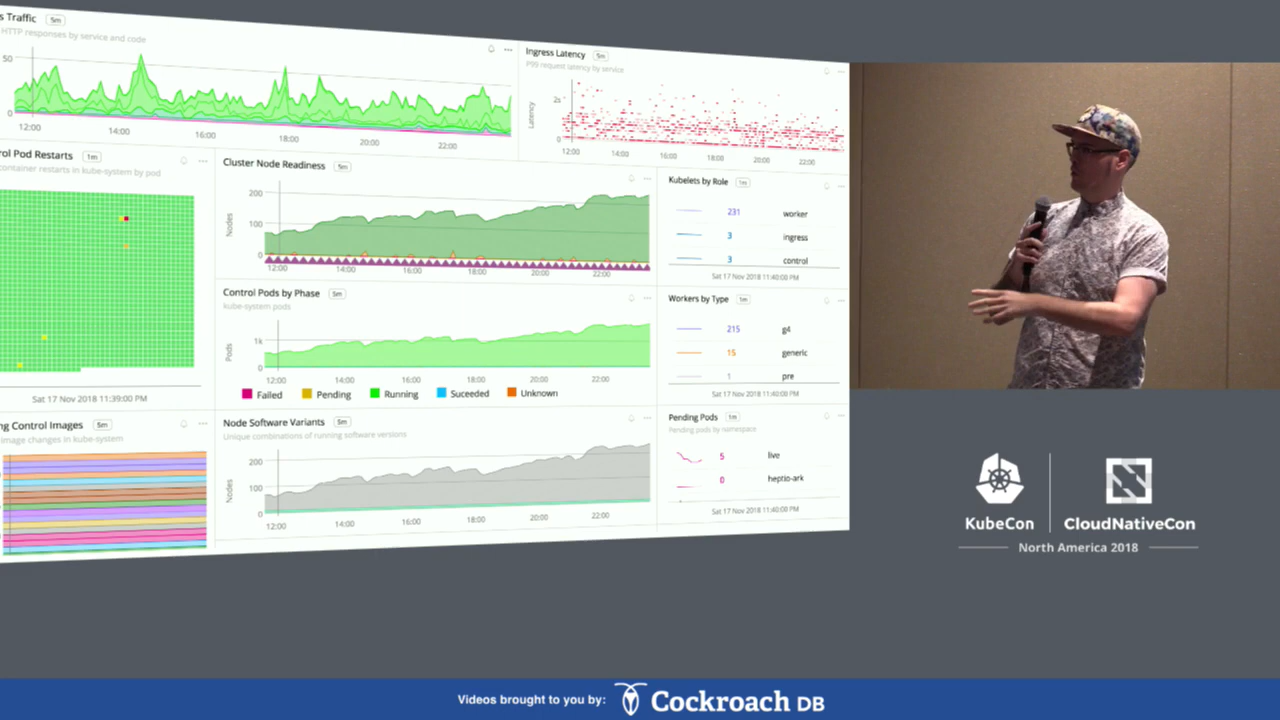 s Traffic 5m
HTTP responses by service and code
50
0
12:00 14:00 16:00 18:00 20:00 22:00
Ingress Latency 5m
P99 request latency by service
Latency
2s
0
12:00 14:00 16:00 18:00 20:00 22:00
rol Pod Restarts 1m
container restarts in kube-system by pod
Sat 17 Nov 2018 11:39:00 PM
Cluster Node Readiness 5m
Nodes
200
100
0
12:00 14:00 16:00 18:00 20:00 22:00
Kubelets by Role 1m
231 worker
3 ingress
3 control
Sat 17 Nov 2018 11:40:00 PM
Control Pods by Phase 5m
kube-system pods
Pods
1k
0
12:00 14:00 16:00 18:00 20:00 22:00
Failed Pending Running Suceeded Unknown
Workers by Type 1m
215 g4
15 generic
1 pre
Sat 17 Nov 2018 11:40:00 PM
ng Control Images 5m
image changes in kube-system
Node Software Variants 5m
Unique combinations of running software versions
Nodes
200
100
0
12:00 14:00 16:00 18:00 20:00 22:00
Pending Pods 1m
Pending pods by namespace
5 live
0 heptio-ark
Sat 17 Nov 2018 11:40:00 PM
KubeCon CloudNativeCon
North America 2018
Videos brought to you by: Cockroach DB